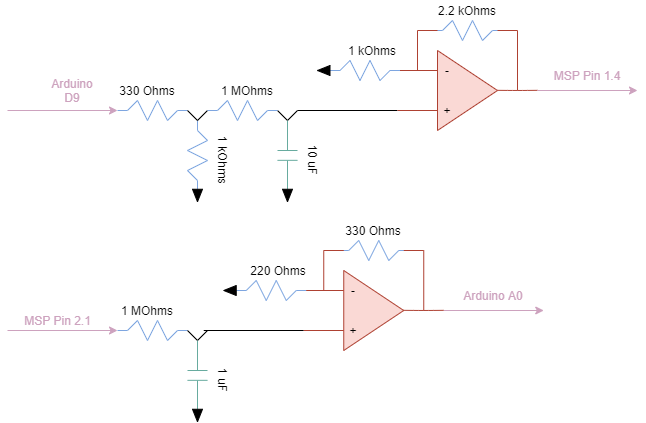 2.2 kOhms
1 kOhms
Arduino
D9
330 Ohms
1 MOhms
-
+
MSP Pin 1.4
1 kOhms
10 uF
330 Ohms
220 Ohms
MSP Pin 2.1
1 MOhms
-
+
Arduino A0
1 uF